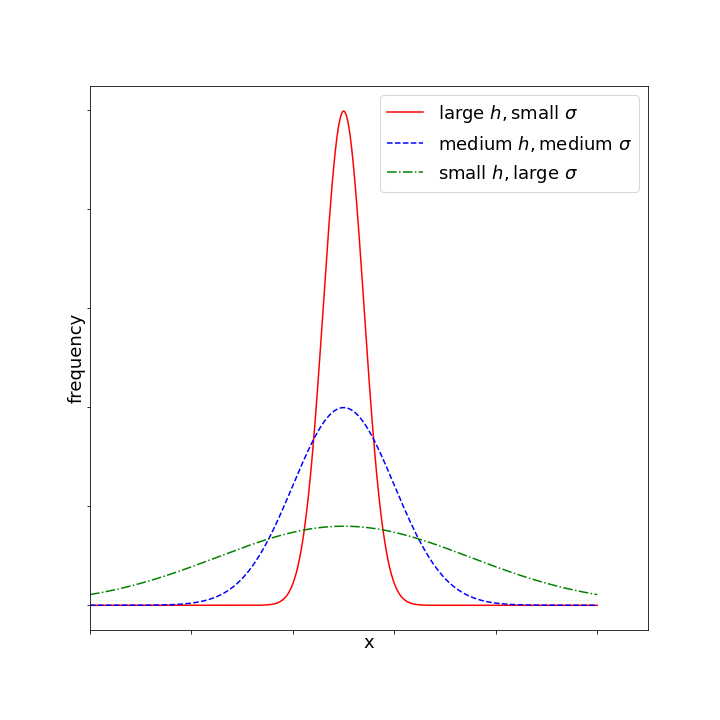 large h, small σ
medium h, medium σ
small h, large σ
frequency
x